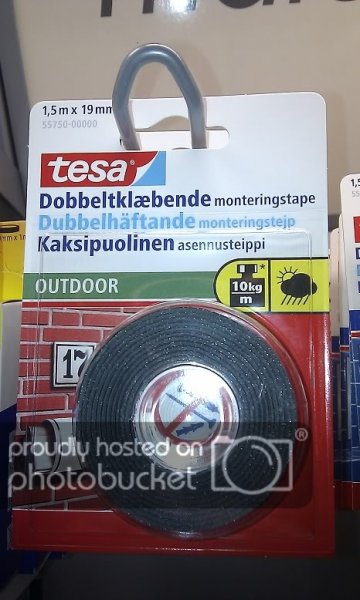 1,5 m x 19 mm
55750-00000
tesa
Dobbeltklæbende monteringstape
Dubbelhäftande monteringstejp
Kaksipuolinen asennusteippi
OUTDOOR
10kg*
m
17
proudly hosted on
photobucket
®